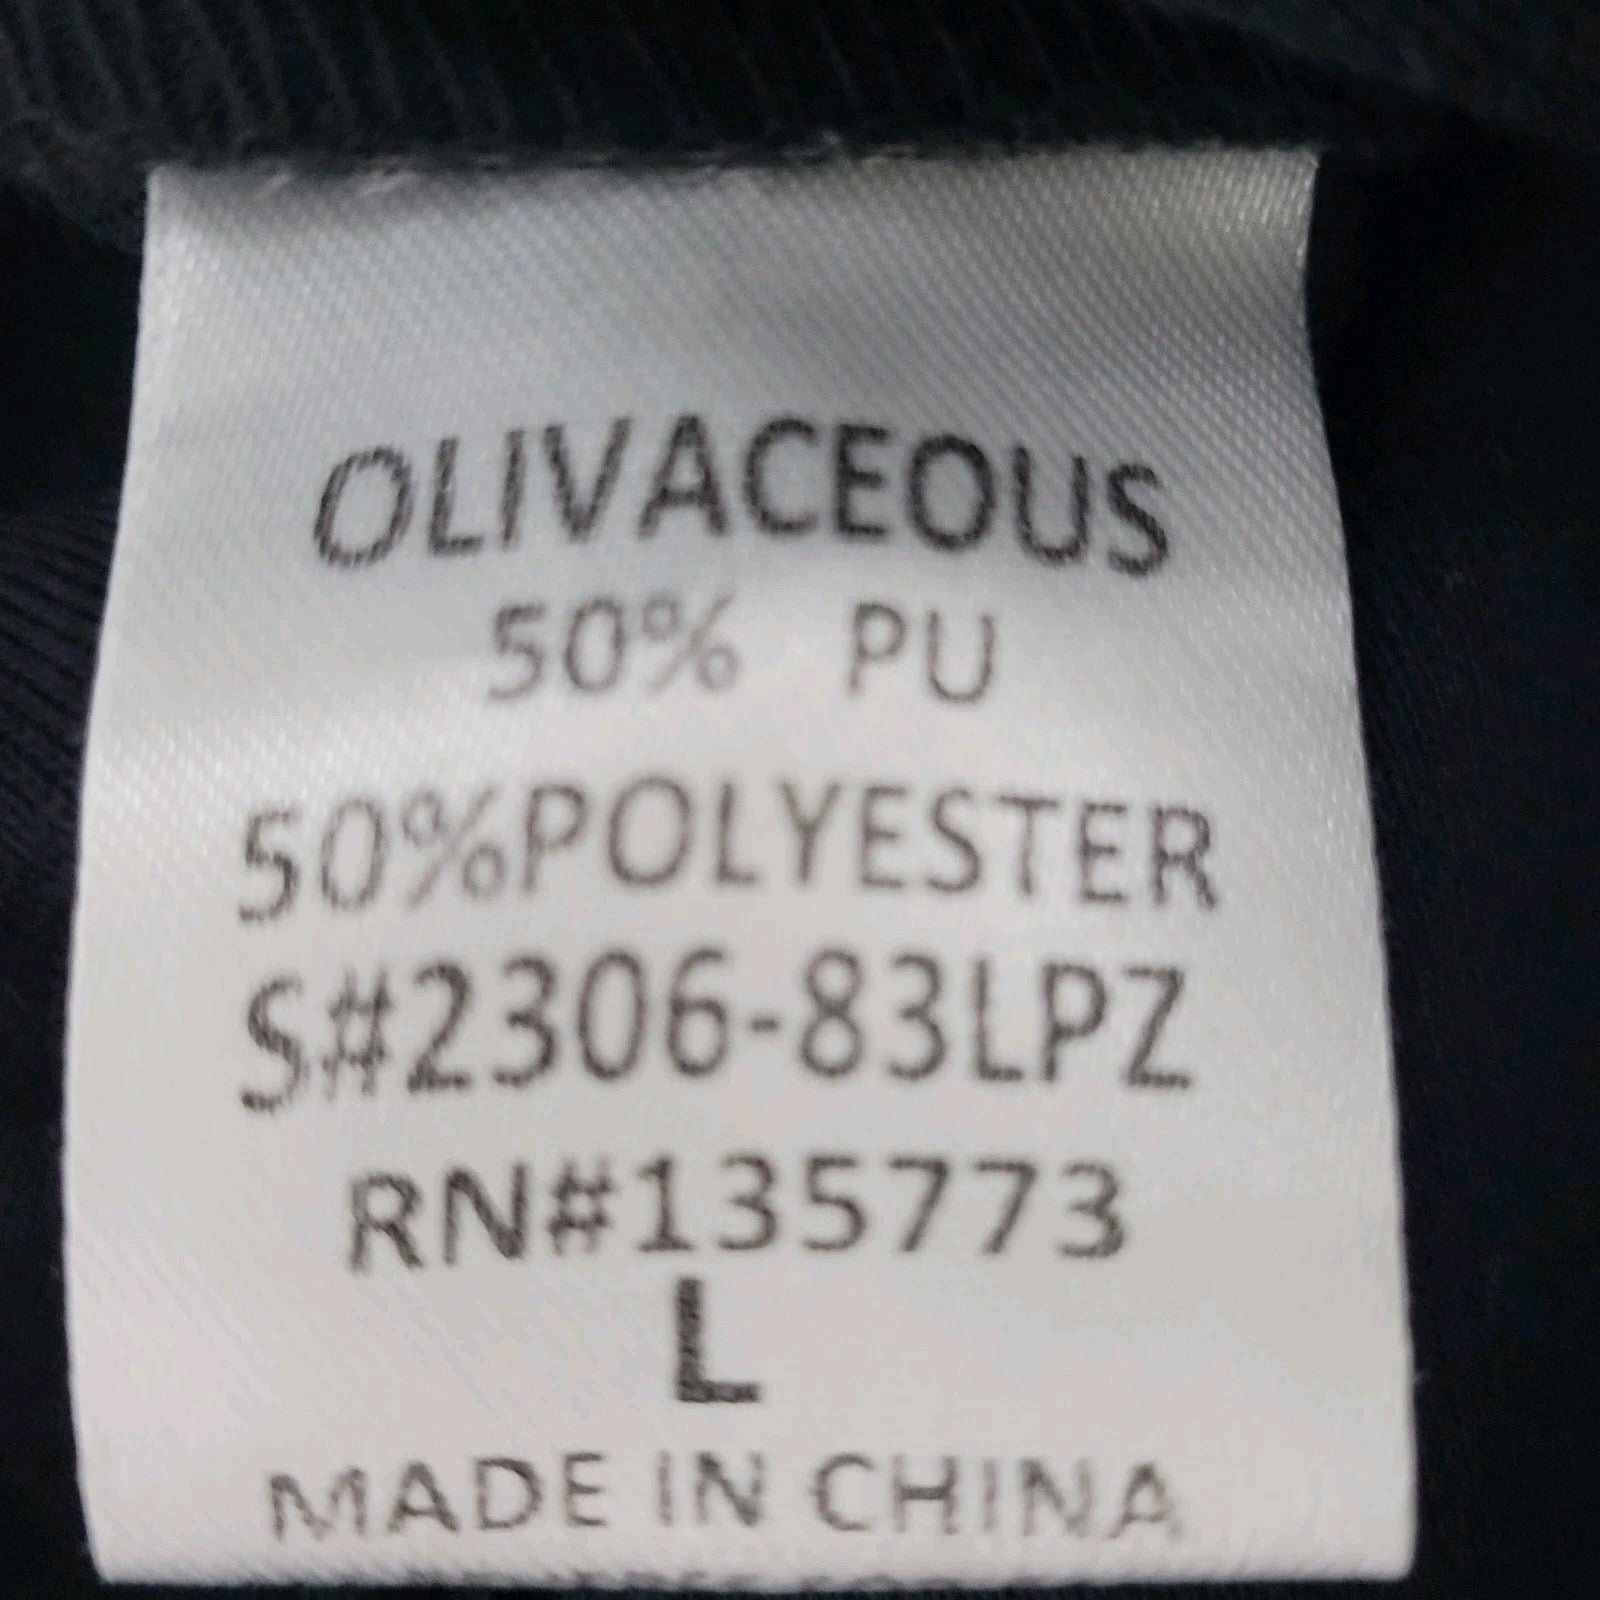 OLIVACEOUS
50% PU
50%POLYESTER
S#2306-83LPZ
RN#135773
L
MADE IN CHINA